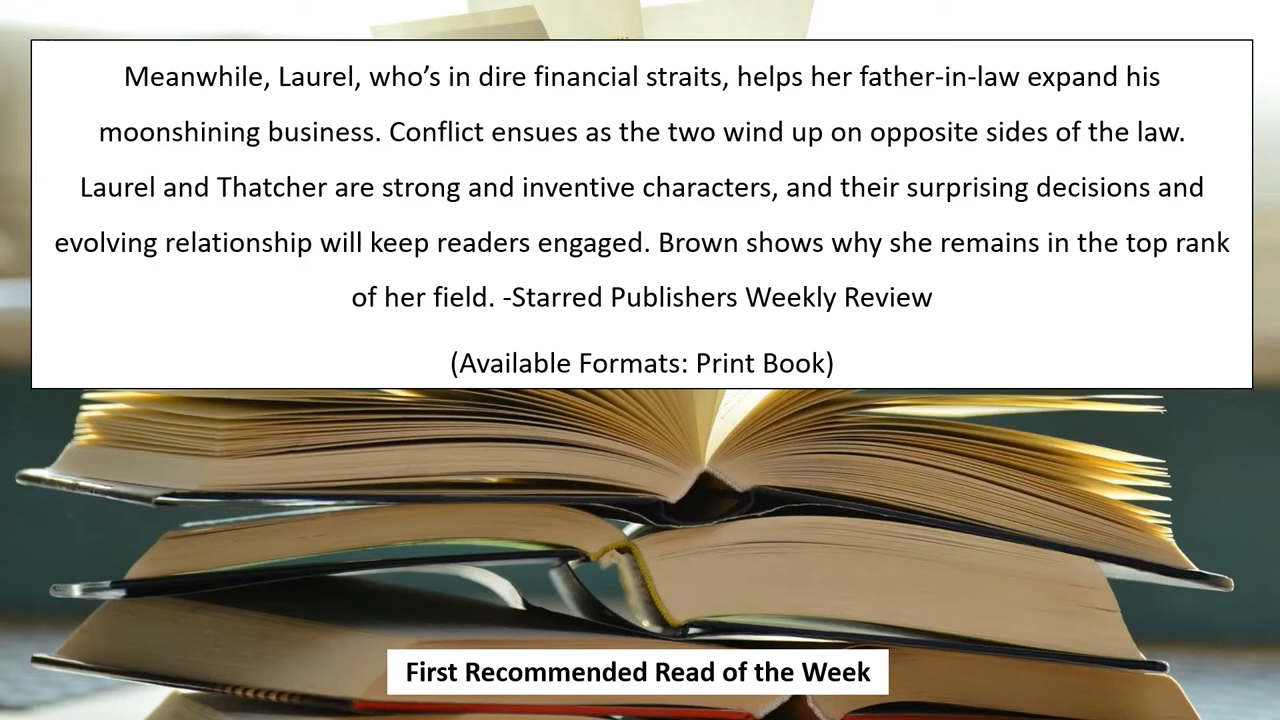 Meanwhile, Laurel, who’s in dire financial straits, helps her father-in-law expand his
moonshining business. Conflict ensues as the two wind up on opposite sides of the law.
Laurel and Thatcher are strong and inventive characters, and their surprising decisions and
evolving relationship will keep readers engaged. Brown shows why she remains in the top rank
of her field. -Starred Publishers Weekly Review
(Available Formats: Print Book)
First Recommended Read of the Week